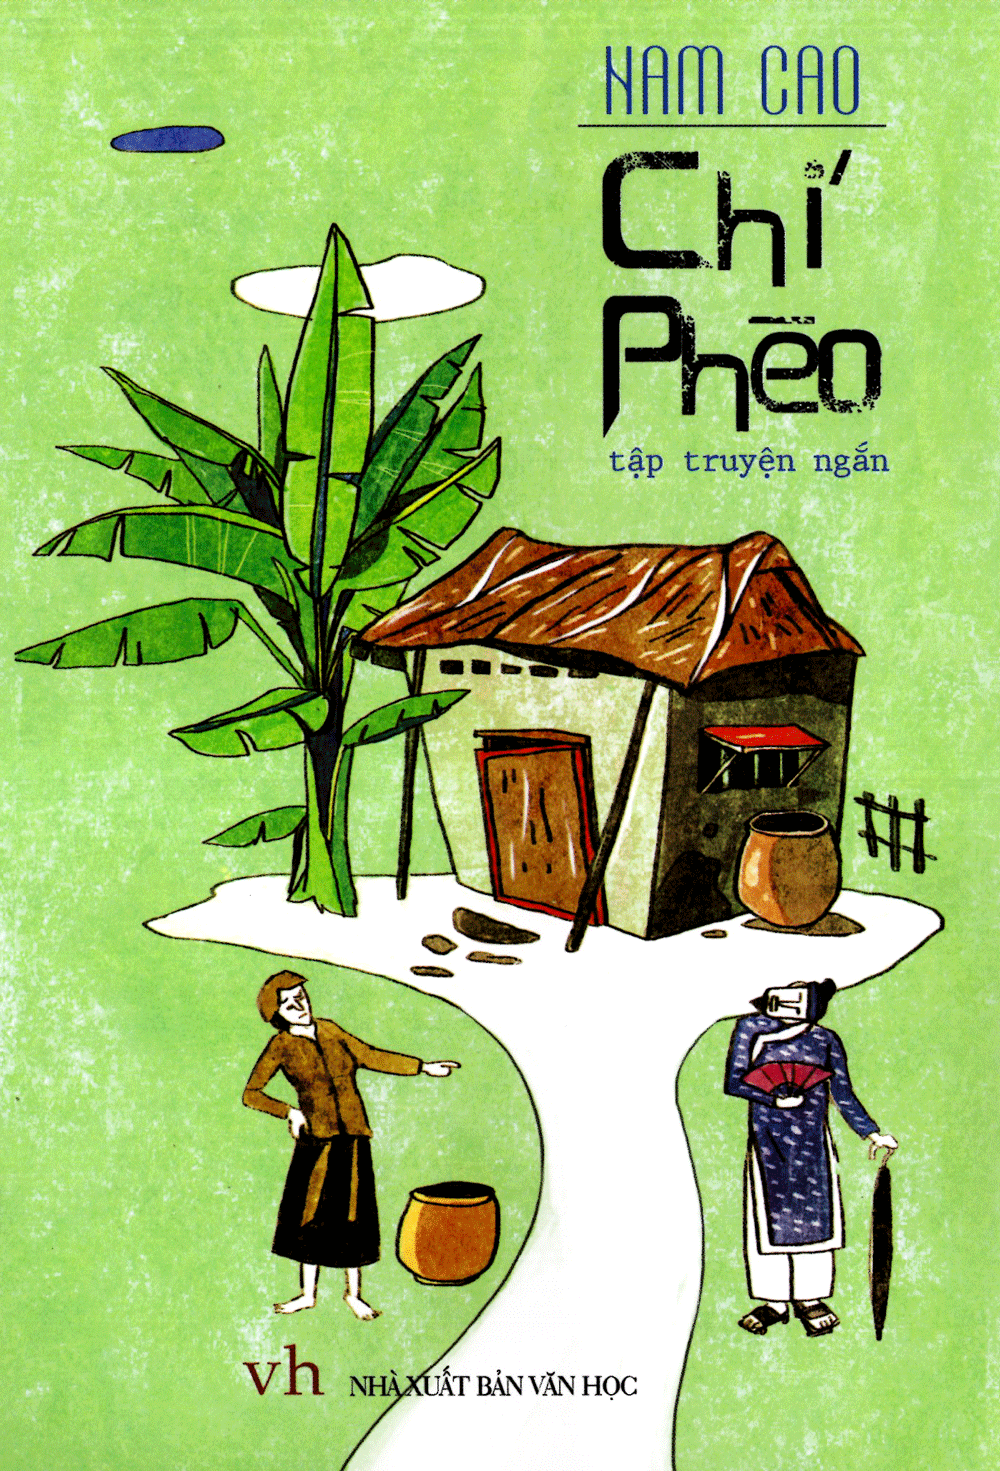 NAM CAO
Chí
Phèo
tập truyện ngắn
vh NHÀ XUẤT BẢN VĂN HỌC